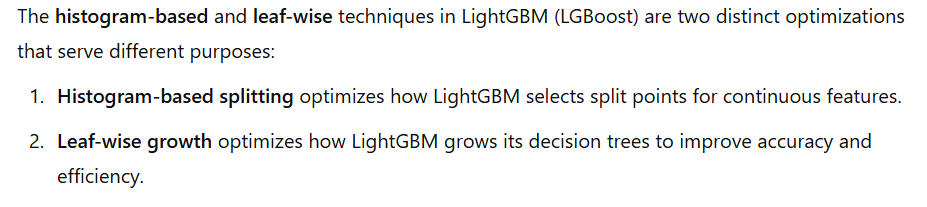 The histogram-based and leaf-wise techniques in LightGBM (LGBoost) are two distinct optimizations
that serve different purposes:
1. Histogram-based splitting optimizes how LightGBM selects split points for continuous features.
2. Leaf-wise growth optimizes how LightGBM grows its decision trees to improve accuracy and
efficiency.